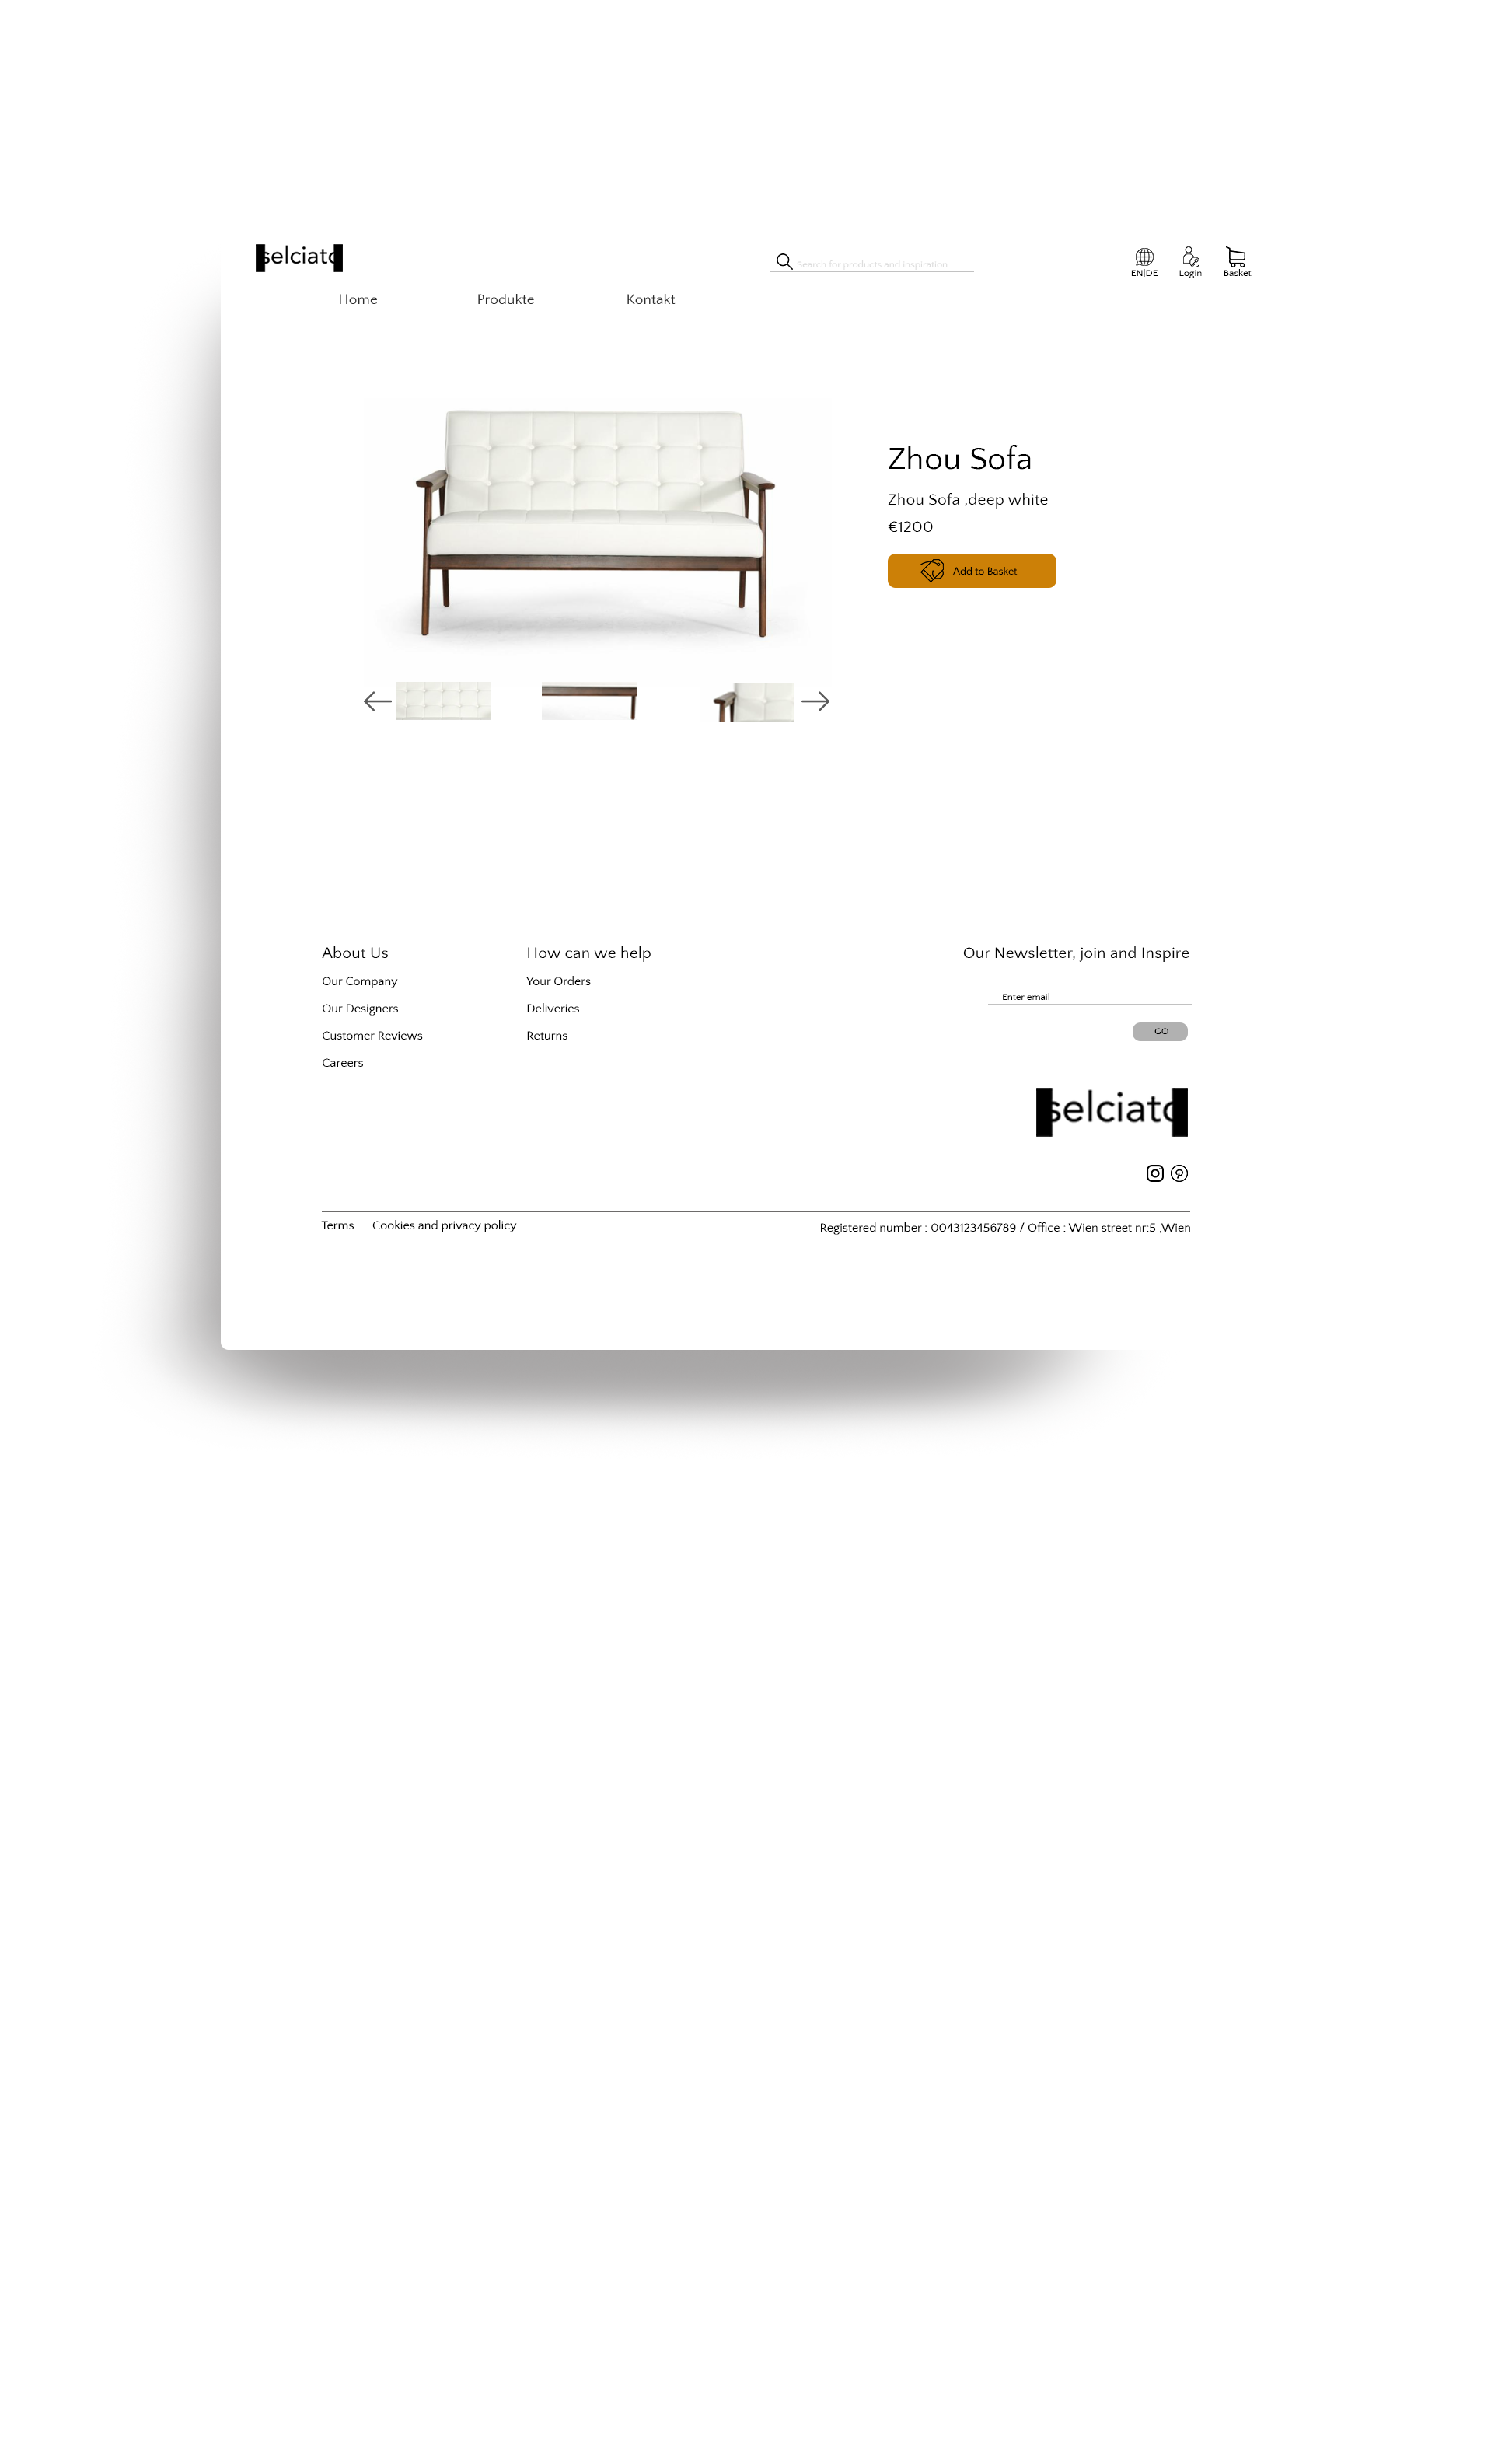 selciato
Search for products and inspiration
EN|DE
Login
Basket
Home
Produkte
Kontakt
Zhou Sofa
Zhou Sofa ,deep white
€1200
Add to Basket
About Us
Our Company
Our Designers
Customer Reviews
Careers
How can we help
Your Orders
Deliveries
Returns
Our Newsletter, join and Inspire
Enter email
GO
selciato
Terms
Cookies and privacy policy
Registered number : 0043123456789 / Office : Wien street nr:5 ,Wien